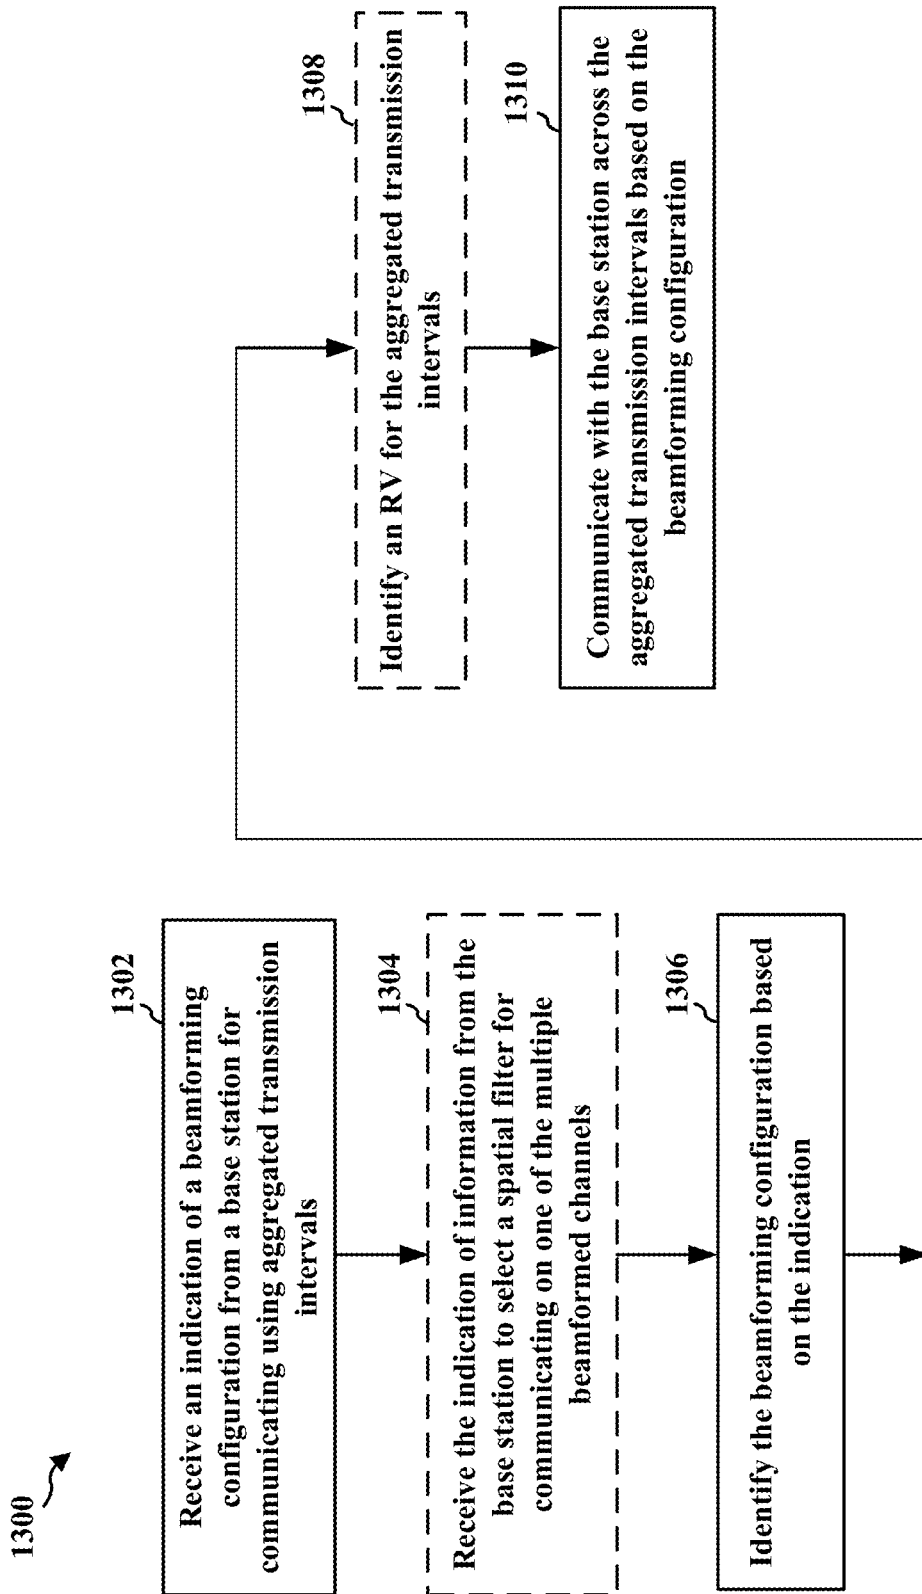 1300
1302
Receive an indication of a beamforming
configuration from a base station for
communicating using aggregated transmission
intervals
1304
Receive the indication of information from the
base station to select a spatial filter for
communicating on one of the multiple
beamformed channels
1306
Identify the beamforming configuration based
on the indication
1308
Identify an RV for the aggregated transmission
intervals
1310
Communicate with the base station across the
aggregated transmission intervals based on the
beamforming configuration